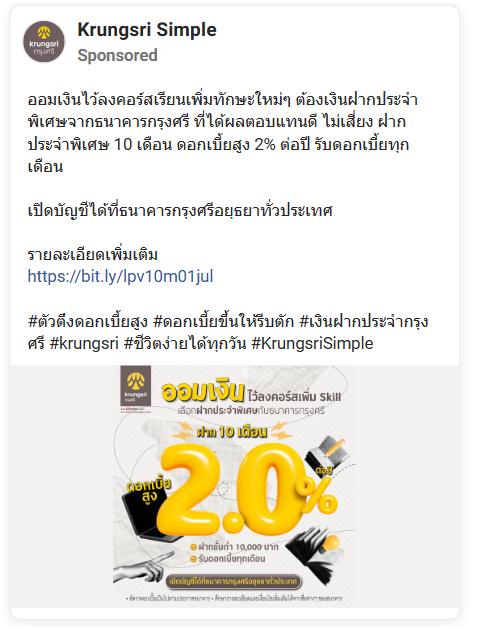 Krungsri Simple
Sponsored
krungsri
กรุงศรี
ออมเงินไว้ลงคอร์สเรียนเพิ่มทักษะใหม่ๆ ต้องเงินฝากประจำ
พิเศษจากธนาคารกรุงศรี ที่ได้ผลตอบแทนดี ไม่เสี่ยง ฝาก
ประจำพิเศษ 10 เดือน ดอกเบี้ยสูง 2% ต่อปี รับดอกเบี้ยทุก
เดือน
เปิดบัญชีได้ที่ธนาคารกรุงศรีอยุธยาทั่วประเทศ
รายละเอียดเพิ่มเติม
https://bit.ly/lpv10m01jul
#ตัวตึงดอกเบี้ยสูง #ดอกเบี้ยขึ้นให้รีบตัก #เงินฝากประจำกรุง
ศรี #krungsri #ชีวิตง่ายได้ทุกวัน #KrungsriSimple
krungsri
กรุงศรี
ออมเงิน ไว้ลงคอร์สเพิ่ม Skill
เลือกฝากประจำพิเศษกับธนาคารกรุงศรี
ฝาก 10 เดือน
ดอกเบี้ย
สูง
2.0%
ต่อปี
ฝากขั้นต่ำ 10,000 บาท
รับดอกเบี้ยทุกเดือน
เปิดบัญชีได้ที่ธนาคารกรุงศรีอยุธยาทั่วประเทศ